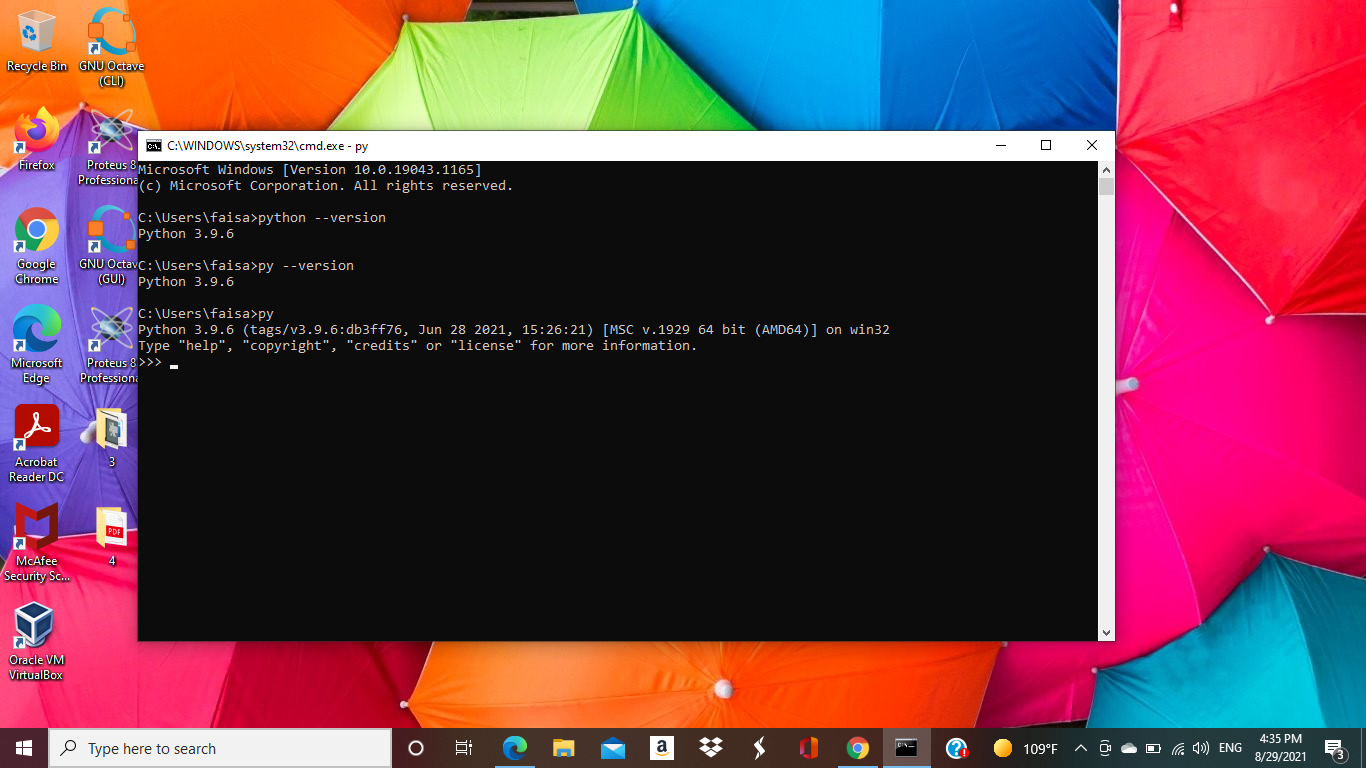 Recycle Bin
GNU Octave
(CLI)
Firefox
Proteus 8
Professiona
Google
Chrome
GNU Octav
(GUI)
Microsoft
Edge
Proteus 8
Professiona
Acrobat
Reader DC
3
McAfee
Security Sc...
PDF
4
Oracle VM
VirtualBox
C:\WINDOWS\system32\cmd.exe - py
Microsoft Windows [Version 10.0.19043.1165]
(c) Microsoft Corporation. All rights reserved.
C:\Users\faisa>python --version
Python 3.9.6
C:\Users\faisa>py --version
Python 3.9.6
C:\Users\faisa>py
Python 3.9.6 (tags/v3.9.6:db3ff76, Jun 28 2021, 15:26:21) [MSC v.1929 64 bit (AMD64)] on win32
Type "help", "copyright", "credits" or "license" for more information.
>>>
Type here to search
a
109°F
ENG
4:35 PM
8/29/2021
3